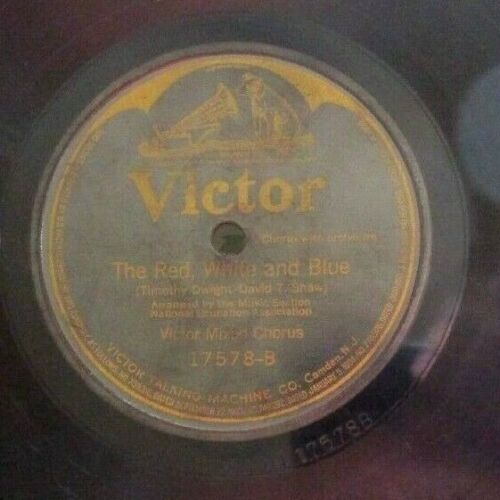 Victor
Chorus with orchestra
The Red, White and Blue
(Timothy Dwight-David T. Shaw)
Arranged by the Music Section
National Education Association
Victor Mixed Chorus
17578-B
VICTOR TALKING MACHINE CO. Camden, N.J.
17578B